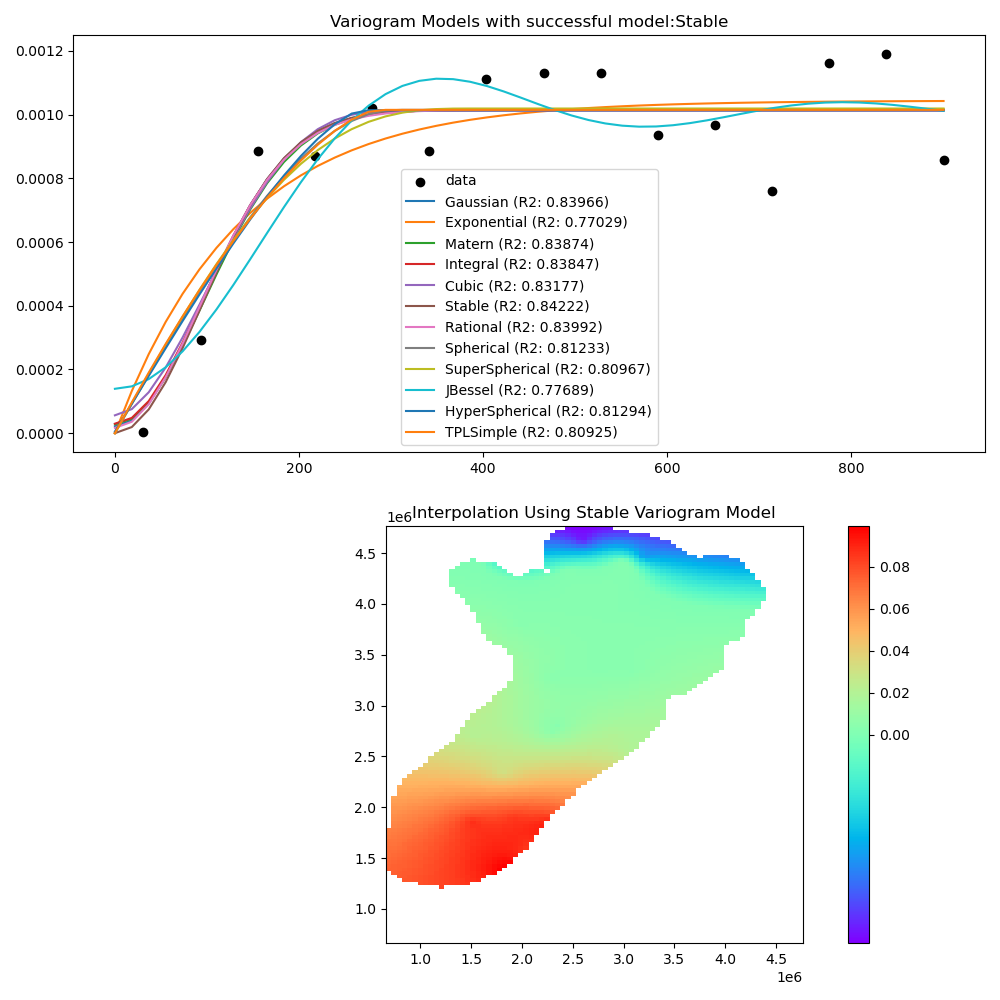 Variogram Models with successful model:Stable
0.0012
0.0010
0.0008
0.0006
0.0004
0.0002
0.0000
data
Gaussian (R2: 0.83966)
Exponential (R2: 0.77029)
Matern (R2: 0.83874)
Integral (R2: 0.83847)
Cubic (R2: 0.83177)
Stable (R2: 0.84222)
Rational (R2: 0.83992)
Spherical (R2: 0.81233)
SuperSpherical (R2: 0.80967)
JBessel (R2: 0.77689)
HyperSpherical (R2: 0.81294)
TPLSimple (R2: 0.80925)
0 200 400 600 800
Interpolation Using Stable Variogram Model
1e6
4.5
4.0
3.5
3.0
2.5
2.0
1.5
1.0
1.0 1.5 2.0 2.5 3.0 3.5 4.0 4.5
1e6
0.08
0.06
0.04
0.02
0.00